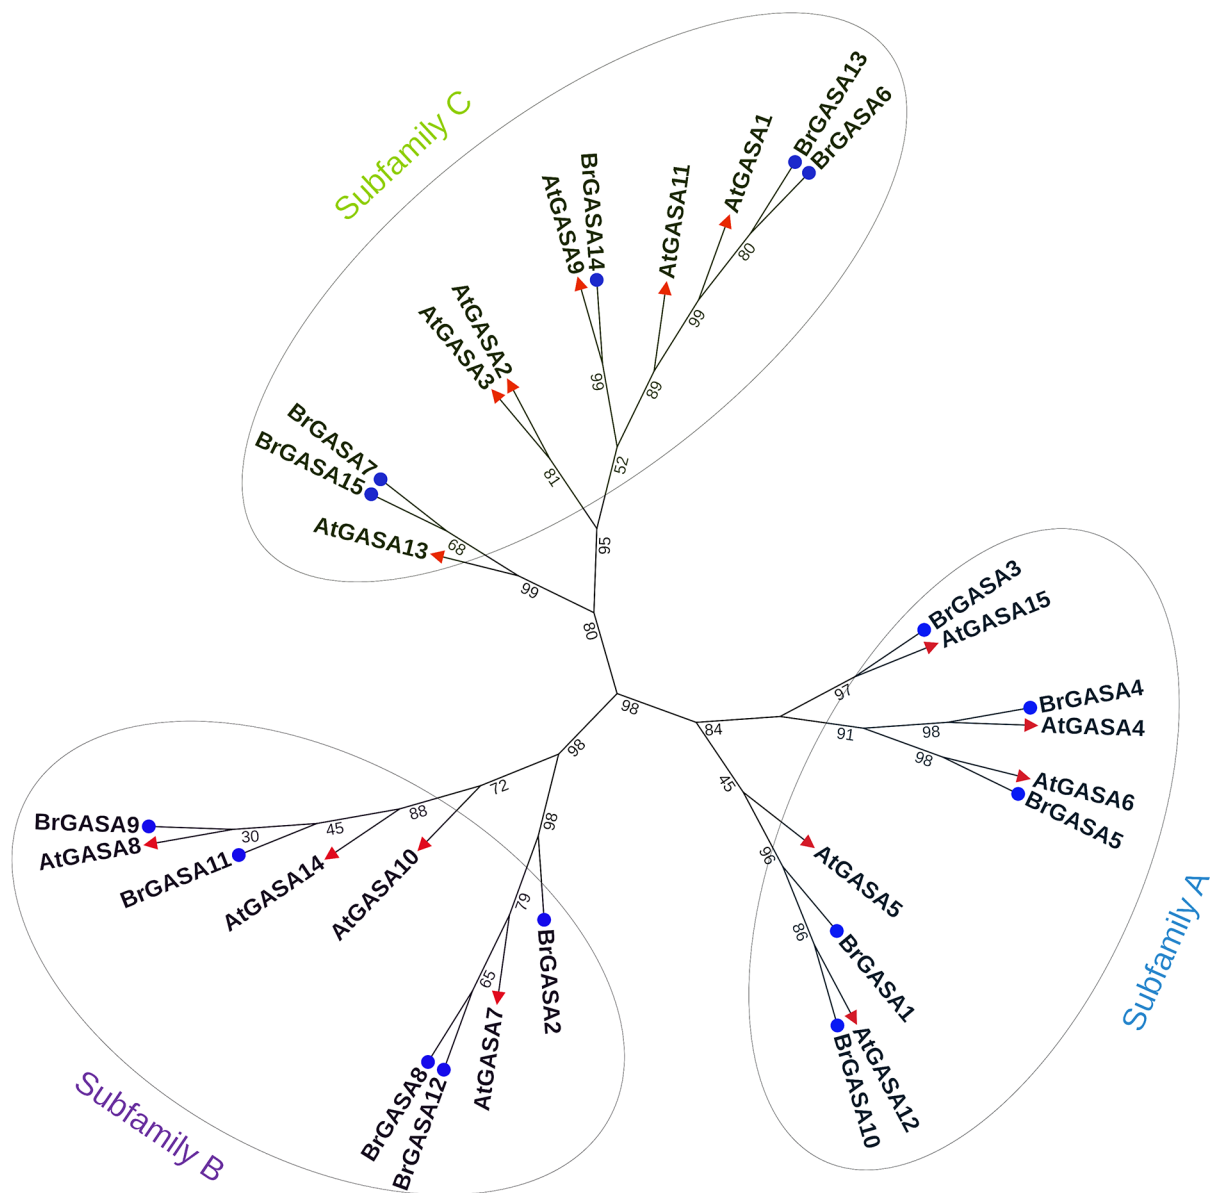 Subfamily C
BrGASA13
BrGASA6
AtGASA1
AtGASA11
BrGASA14
AtGASA9
AtGASA2
AtGASA3
BrGASA7
BrGASA15
AtGASA13
80
99
89
99
52
81
95
68
99
80
98
98
Subfamily A
BrGASA3
AtGASA15
BrGASA4
AtGASA4
AtGASA6
BrGASA5
AtGASA5
BrGASA1
AtGASA12
BrGASA10
97
84
91
98
98
45
96
86
Subfamily B
BrGASA9
AtGASA8
BrGASA11
AtGASA14
AtGASA10
BrGASA2
AtGASA7
BrGASA12
BrGASA8
30
45
88
72
98
79
65